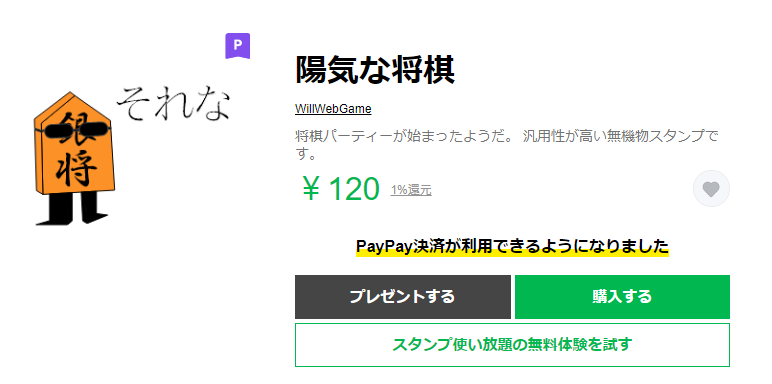 P
それな
銀
将
陽気な将棋
WillWebGame
将棋パーティーが始まったようだ。 汎用性が高い無機物スタンプで
す。
￥120 1%還元
PayPay決済が利用できるようになりました
プレゼントする 購入する
スタンプ使い放題の無料体験を試す